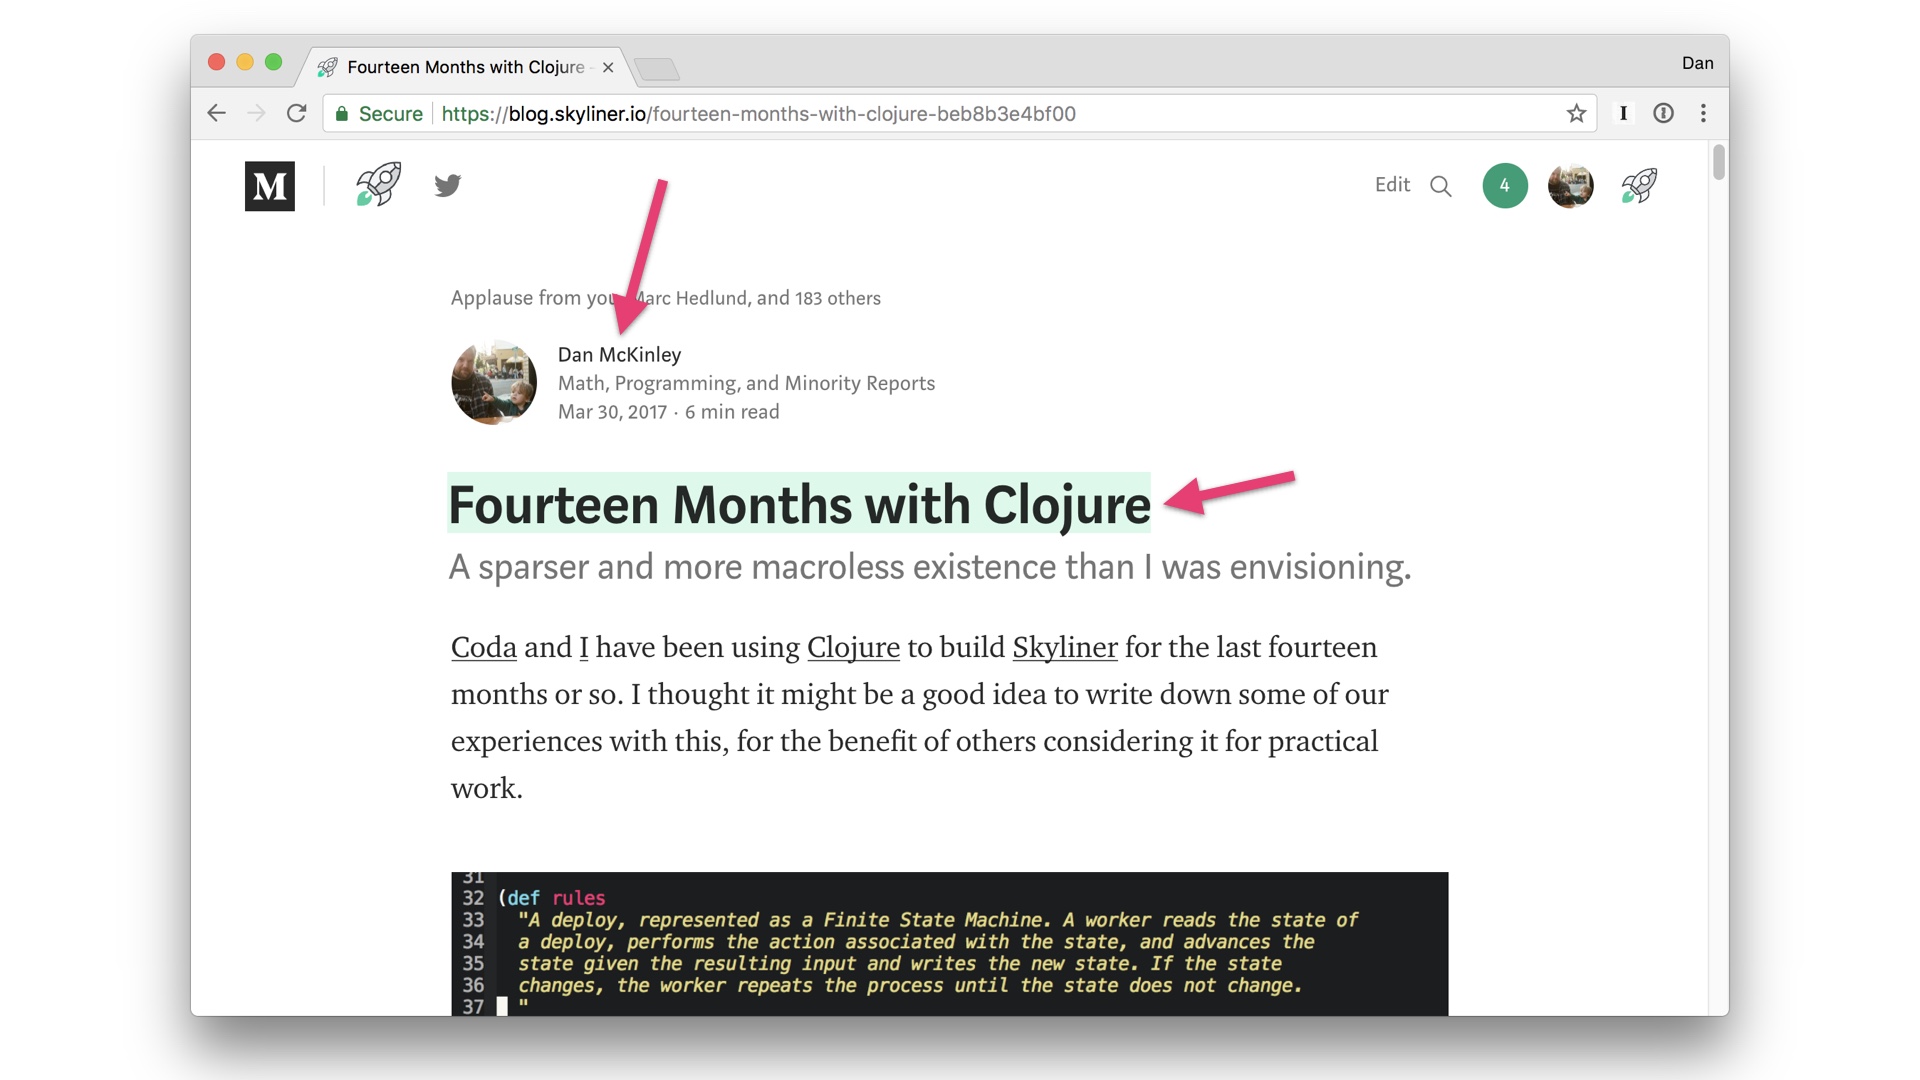 Fourteen Months with Clojure -
Dan
Secure
https://blog.skyliner.io/fourteen-months-with-clojure-beb8b3e4bf00
I
M
Edit
4
Applause from you, Marc Hedlund, and 183 others
Dan McKinley
Math, Programming, and Minority Reports
Mar 30, 2017 · 6 min read
Fourteen Months with Clojure
A sparser and more macroless existence than I was envisioning.
Coda and I have been using Clojure to build Skyliner for the last fourteen
months or so. I thought it might be a good idea to write down some of our
experiences with this, for the benefit of others considering it for practical
work.
31
32 (def rules
33 "A deploy, represented as a Finite State Machine. A worker reads the state of
34 a deploy, performs the action associated with the state, and advances the
35 state given the resulting input and writes the new state. If the state
36 changes, the worker repeats the process until the state does not change.
37 "